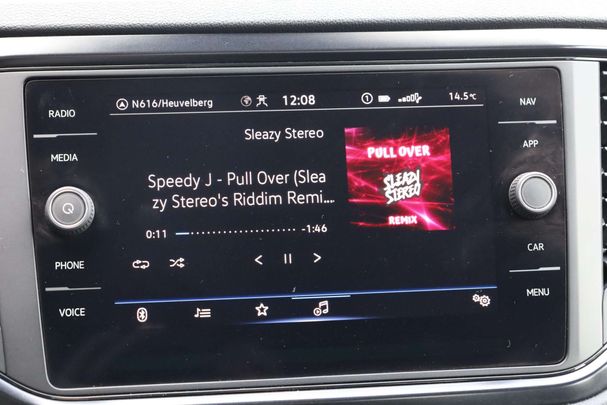 RADIO
MEDIA
PHONE
VOICE
N616/Heuvelberg
12:08
1
14.5°C
Sleazy Stereo
Speedy J - Pull Over (Slea
zy Stereo's Riddim Remi...
0:11
-1:46
PULL OVER
SLEAZY
STEREO
REMIX
NAV
APP
CAR
MENU